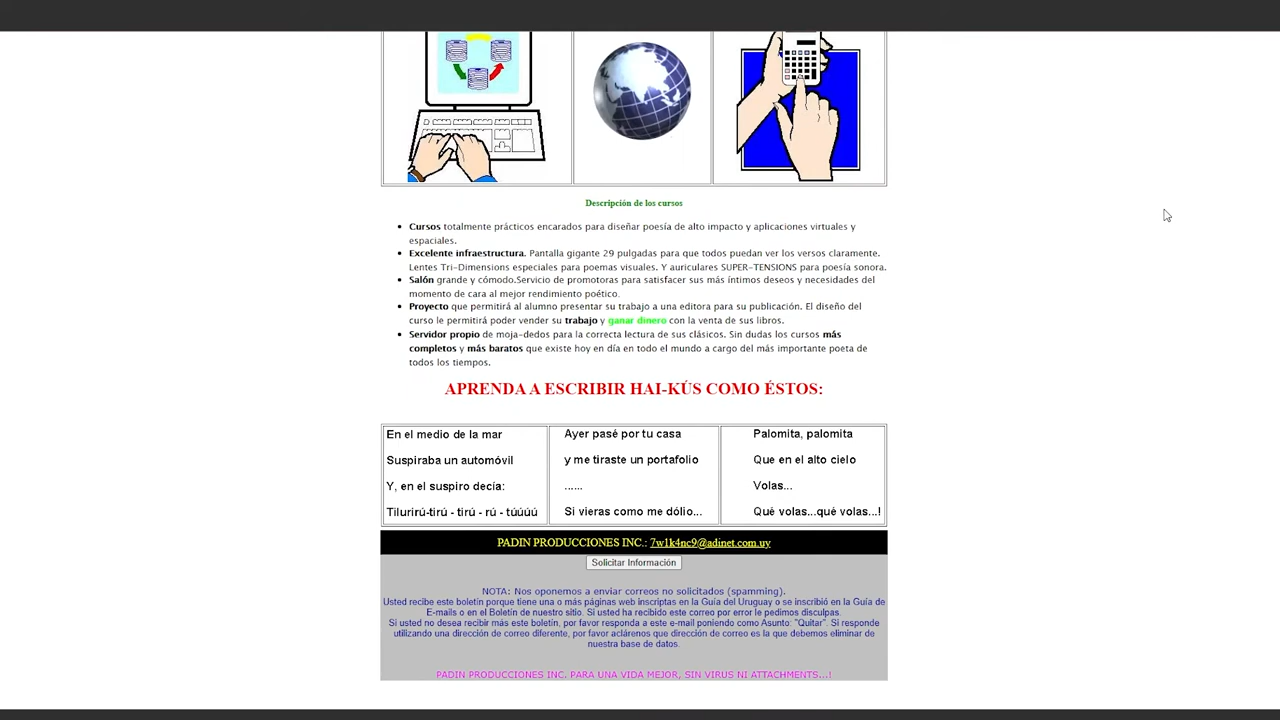 Descripción de los cursos
Cursos totalmente prácticos encarados para diseñar poesía de alto impacto y aplicaciones virtuales y
espaciales.
Excelente infraestructura. Pantalla gigante 29 pulgadas para que todos puedan ver los versos claramente.
Lentes Tri-Dimensions especiales para poemas visuales. Y auriculares SUPER-TENSIONS para poesía sonora.
Salón grande y cómodo.Servicio de promotoras para satisfacer sus más íntimos deseos y necesidades del
momento de cara al mejor rendimiento poético.
Proyecto que permitirá al alumno presentar su trabajo a una editora para su publicación. El diseño del
curso le permitirá poder vender su trabajo y ganar dinero con la venta de sus libros.
Servidor propio de moja-dedos para la correcta lectura de sus clásicos. Sin dudas los cursos más
completos y más baratos que existe hoy en día en todo el mundo a cargo del más importante poeta de
todos los tiempos.
APRENDA A ESCRIBIR HAI-KÚS COMO ÉSTOS:
En el medio de la mar
Suspiraba un automóvil
Y, en el suspiro decía:
Tilurirú-tirú - tirú - rú - túúúú
Ayer pasé por tu casa
y me tiraste un portafolio
......
Si vieras como me dólio...
Palomita, palomita
Que en el alto cielo
Volas...
Qué volas...qué volas...!
PADIN PRODUCCIONES INC.: 7w1k4nc9@adinet.com.uy
Solicitar Información
NOTA: Nos oponemos a enviar correos no solicitados (spamming).
Usted recibe este boletín porque tiene una o más páginas web inscriptas en la Guía del Uruguay o se inscribió en la Guía de
E-mails o en el Boletín de nuestro sitio. Si usted ha recibido este correo por error le pedimos disculpas.
Si usted no desea recibir más este boletín, por favor responda a este e-mail poniendo como Asunto: "Quitar". Si responde
utilizando una dirección de correo diferente, por favor aclárenos que dirección de correo es la que debemos eliminar de
nuestra base de datos.
PADIN PRODUCCIONES INC. PARA UNA VIDA MEJOR, SIN VIRUS NI ATTACHMENTS...!